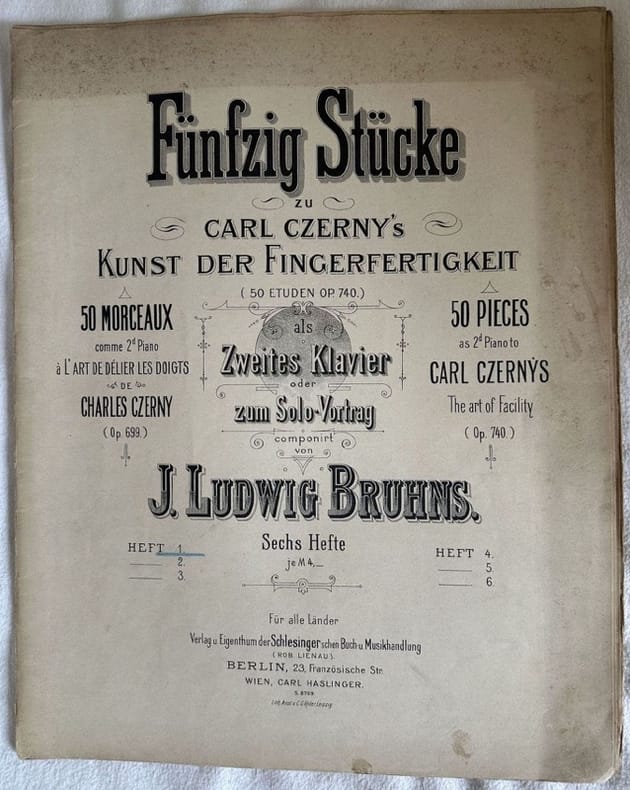 Fünfzig Stücke
ZU
CARL CZERNY's
KUNST DER FINGERFERTIGKEIT
( 50 ETUDEN OP. 740.)
50 MORCEAUX
comme 2d Piano
à L'ART DE DÉLIER LES DOIGTS
DE
CHARLES CZERNY
( Op. 699.)
als
Zweites Klavier
oder
zum Solo-Vortrag
componirt
von
50 PIECES
as 2d Piano to
CARL CZERNY'S
The art of Facility
( Op. 740. )
J. LUDWIG BRUHNS.
HEFT 1.
2.
3.
Sechs Hefte
je M 4,_
HEFT 4.
5.
6.
Für alle Länder
Verlag u Eigenthum der Schlesinger'schen Buch- u Musikhandlung
(ROB. LIENAU).
BERLIN, 23, Französische Str.
WIEN, CARL HASLINGER.
S. 8789